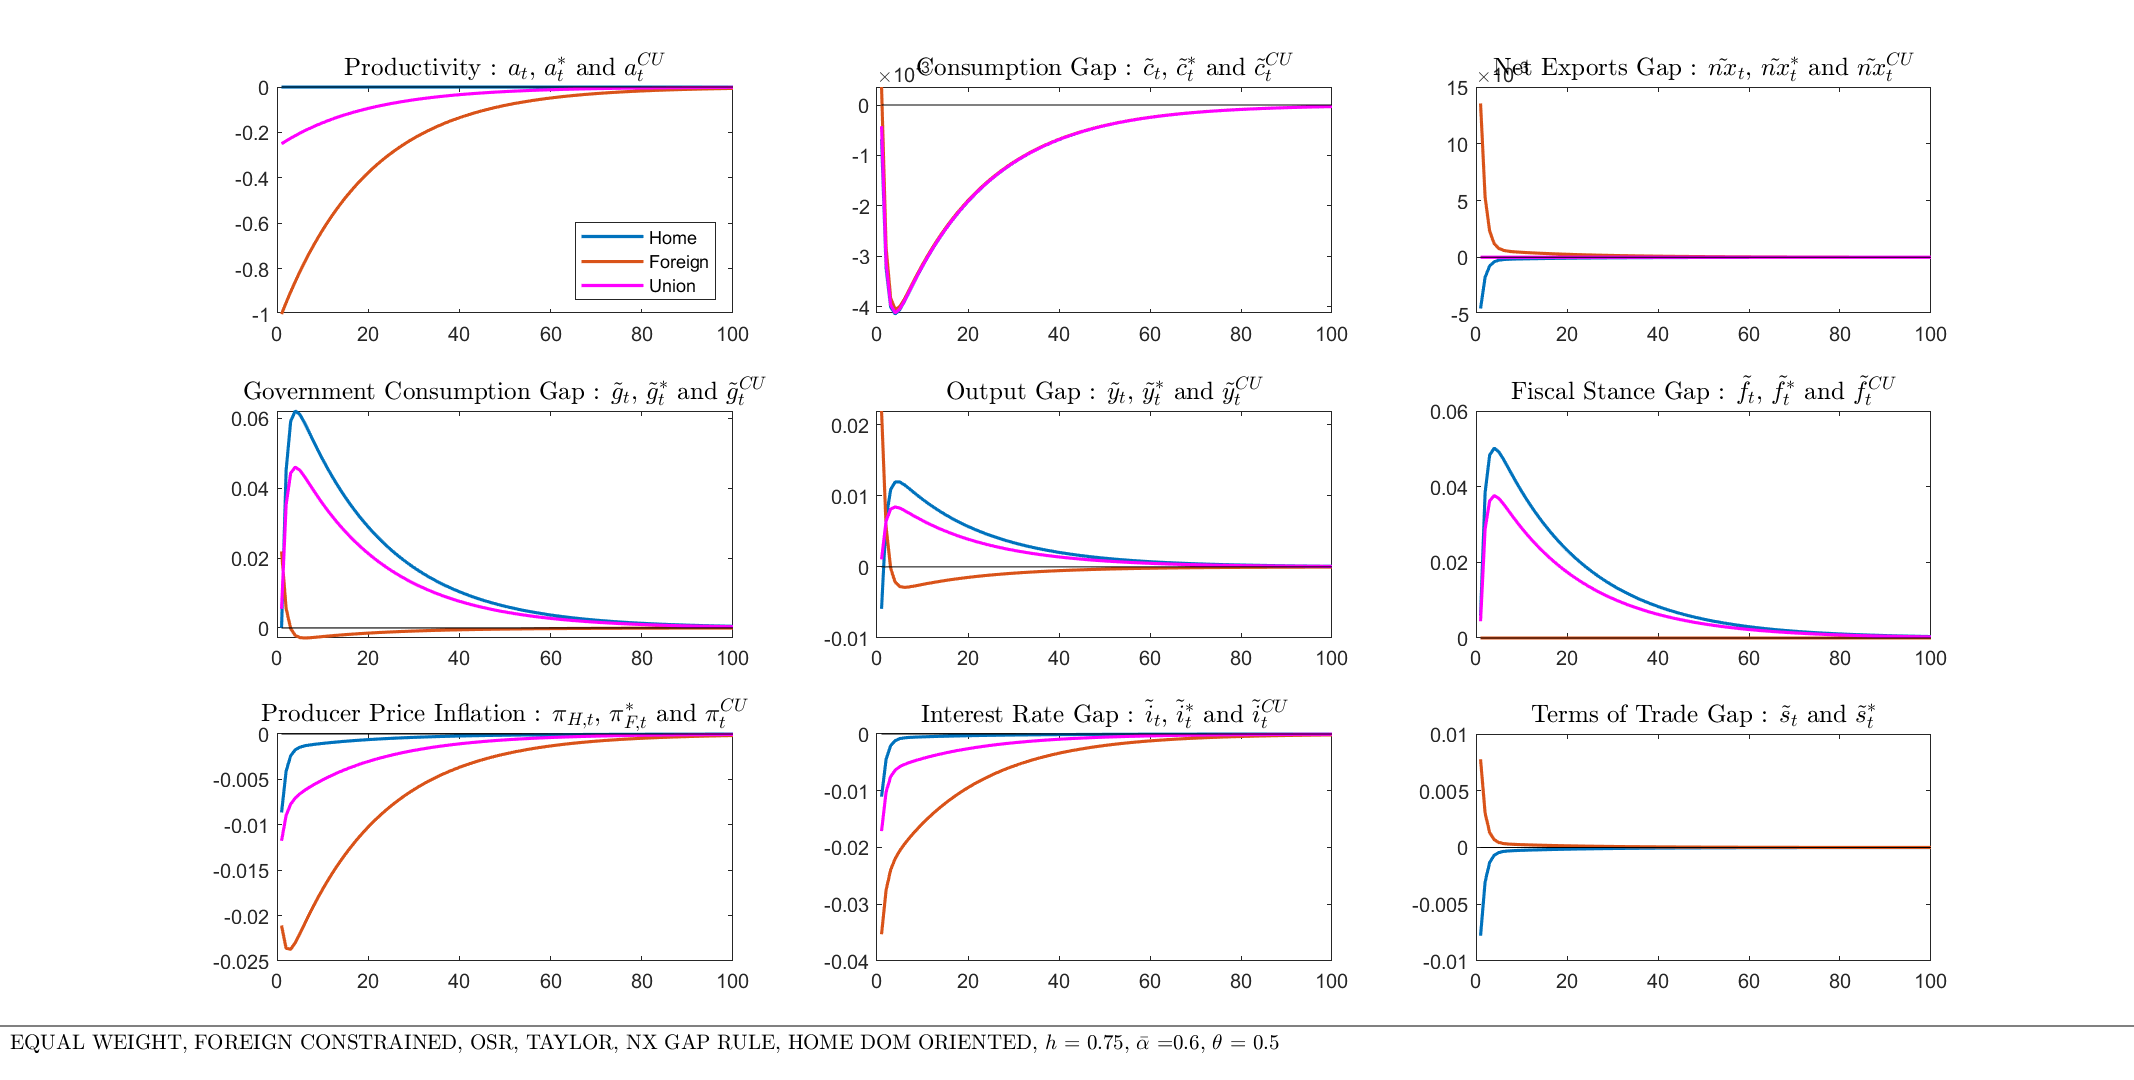 Productivity : a_t, a_t^* and a_t^{CU}
0
-0.2
-0.4
-0.6
-0.8
-1
0 20 40 60 80 100
Home
Foreign
Union
Consumption Gap : c̃_t, c̃_t^* and c̃_t^{CU}
0
-1
-2
-3
-4
0 20 40 60 80 100
Net Exports Gap : ñx_t, ñx_t^* and ñx_t^{CU}
15
10
5
0
-5
0 20 40 60 80 100
Government Consumption Gap : g̃_t, g̃_t^* and g̃_t^{CU}
0.06
0.04
0.02
0
0 20 40 60 80 100
Output Gap : ỹ_t, ỹ_t^* and ỹ_t^{CU}
0.02
0.01
0
-0.01
0 20 40 60 80 100
Fiscal Stance Gap : f̃_t, f̃_t^* and f̃_t^{CU}
0.06
0.04
0.02
0
0 20 40 60 80 100
Producer Price Inflation : π_{H,t}, π_{F,t}^* and π_t^{CU}
0
-0.005
-0.01
-0.015
-0.02
-0.025
0 20 40 60 80 100
Interest Rate Gap : ĩ_t, ĩ_t^* and ĩ_t^{CU}
0
-0.01
-0.02
-0.03
-0.04
0 20 40 60 80 100
Terms of Trade Gap : s̃_t and s̃_t^*
0.01
0.005
0
-0.005
-0.01
0 20 40 60 80 100
EQUAL WEIGHT, FOREIGN CONSTRAINED, OSR, TAYLOR, NX GAP RULE, HOME DOM ORIENTED, h = 0.75, ᾱ =0.6, θ = 0.5